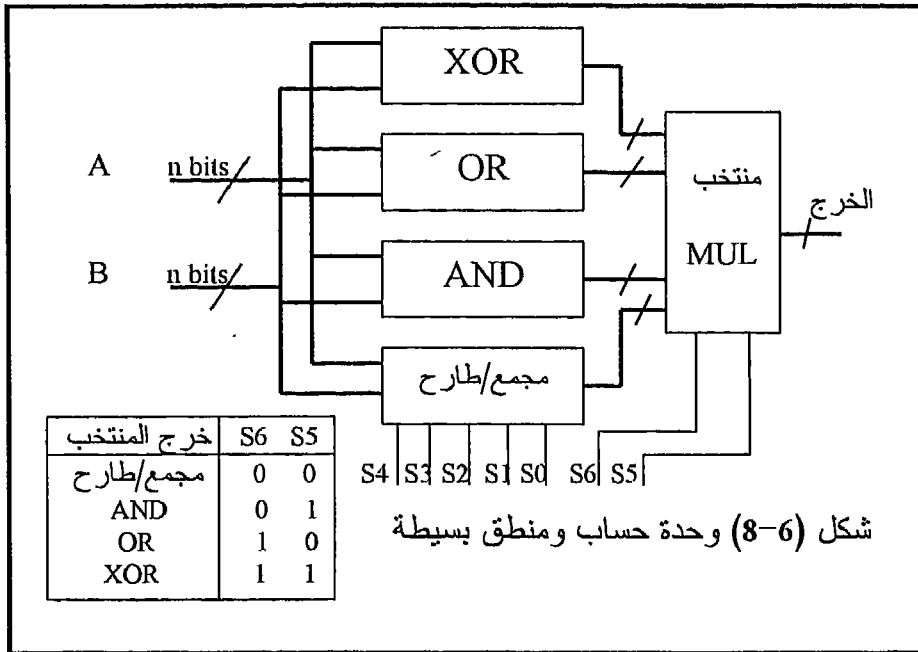 XOR
A n bits OR منتخب الخرج
B n bits AND MUL
مجمع/طارح
S4 S3 S2 S1 S0 S6 S5
خرج المنتخب S6 S5
مجمع/طارح 0 0
AND 0 1
OR 1 0
XOR 1 1
شكل (6-8) وحدة حساب ومنطق بسيطة